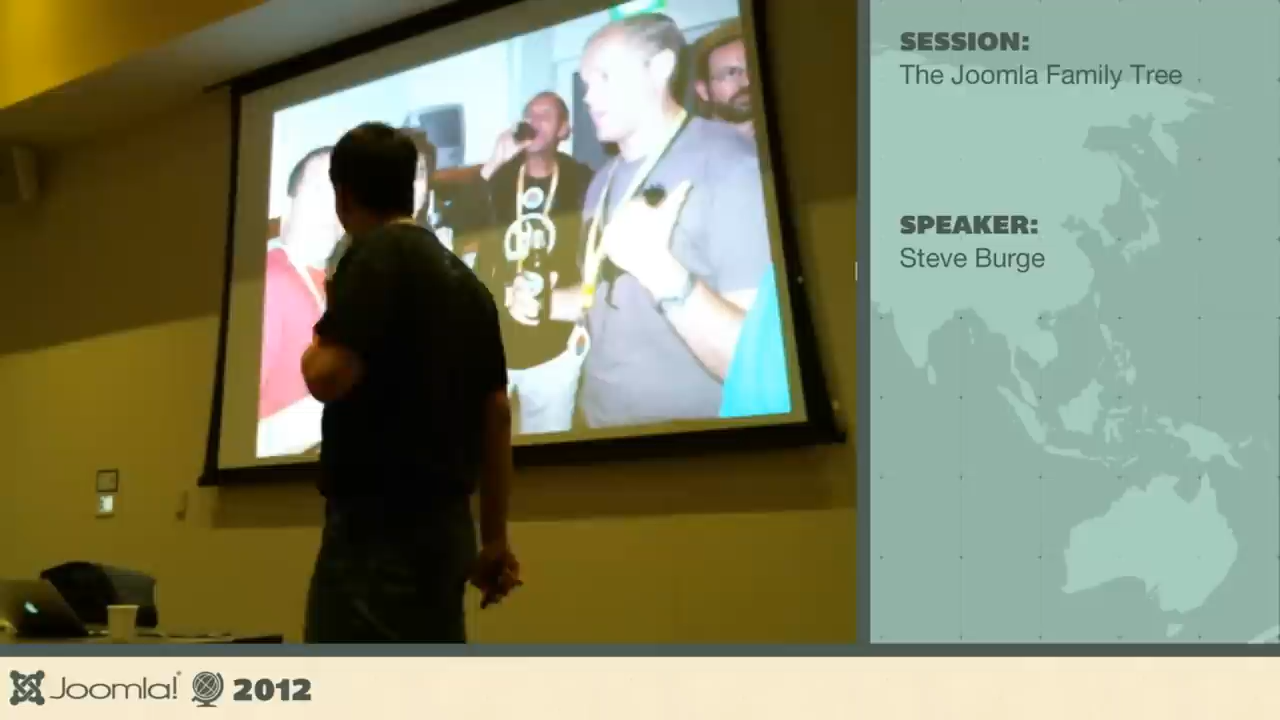 SESSION:
The Joomla Family Tree
SPEAKER:
Steve Burge
Joomla! 2012